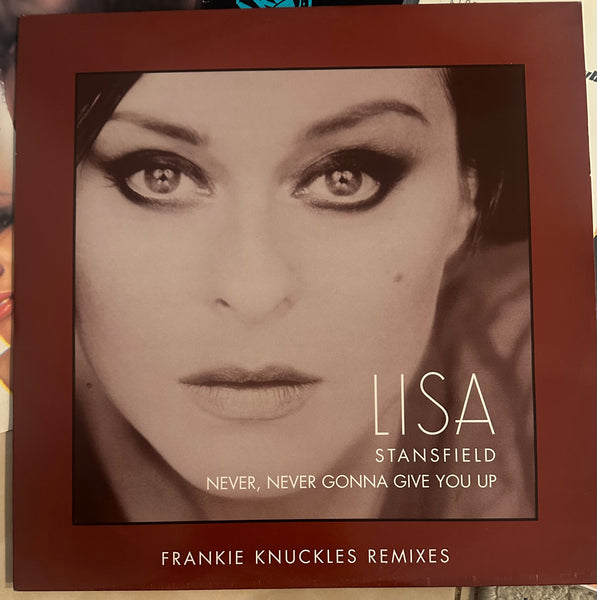 LISA
STANSFIELD
NEVER, NEVER GONNA GIVE YOU UP
FRANKIE KNUCKLES REMIXES